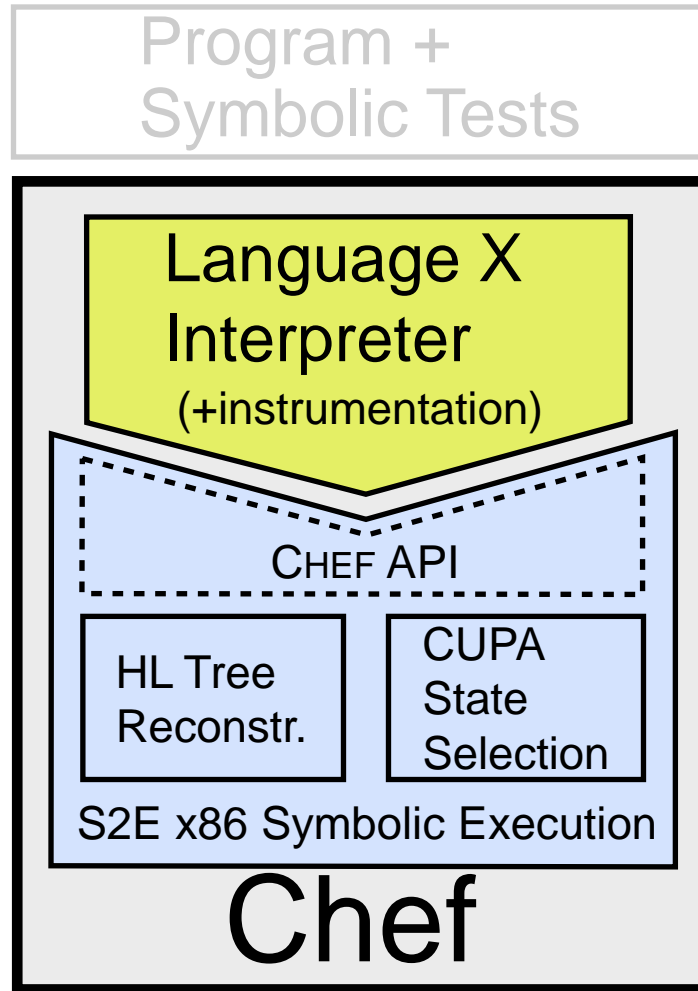 Program +
Symbolic Tests
Language X
Interpreter
(+instrumentation)
CHEF API
HL Tree
Reconstr.
CUPA
State
Selection
S2E x86 Symbolic Execution
Chef